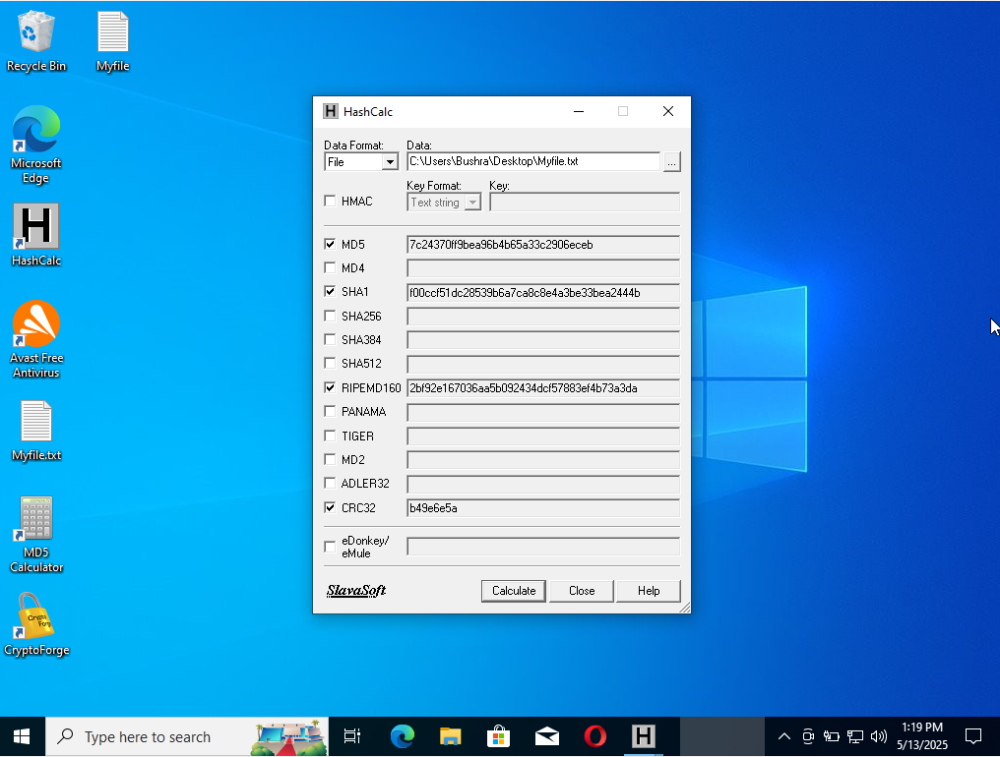 Recycle Bin
Myfile
Microsoft
Edge
HashCalc
Avast Free
Antivirus
Myfile.txt
MD5
Calculator
CryptoForge
HashCalc
Data Format:
Data:
File
C:\Users\Bushra\Desktop\Myfile.txt
...
Key Format:
Key:
HMAC
Text string
MD5
7c24370ff9bea96b4b65a33c2906eceb
MD4
SHA1
f00ccf51dc28539b6a7ca8c8e4a3be33bea2444b
SHA256
SHA384
SHA512
RIPEMD160
2bf92e167036aa5b092434dcf57883ef4b73a3da
PANAMA
TIGER
MD2
ADLER32
CRC32
b49e6e5a
eDonkey/
eMule
SlavaSoft
Calculate
Close
Help
Type here to search
1:19 PM
5/13/2025